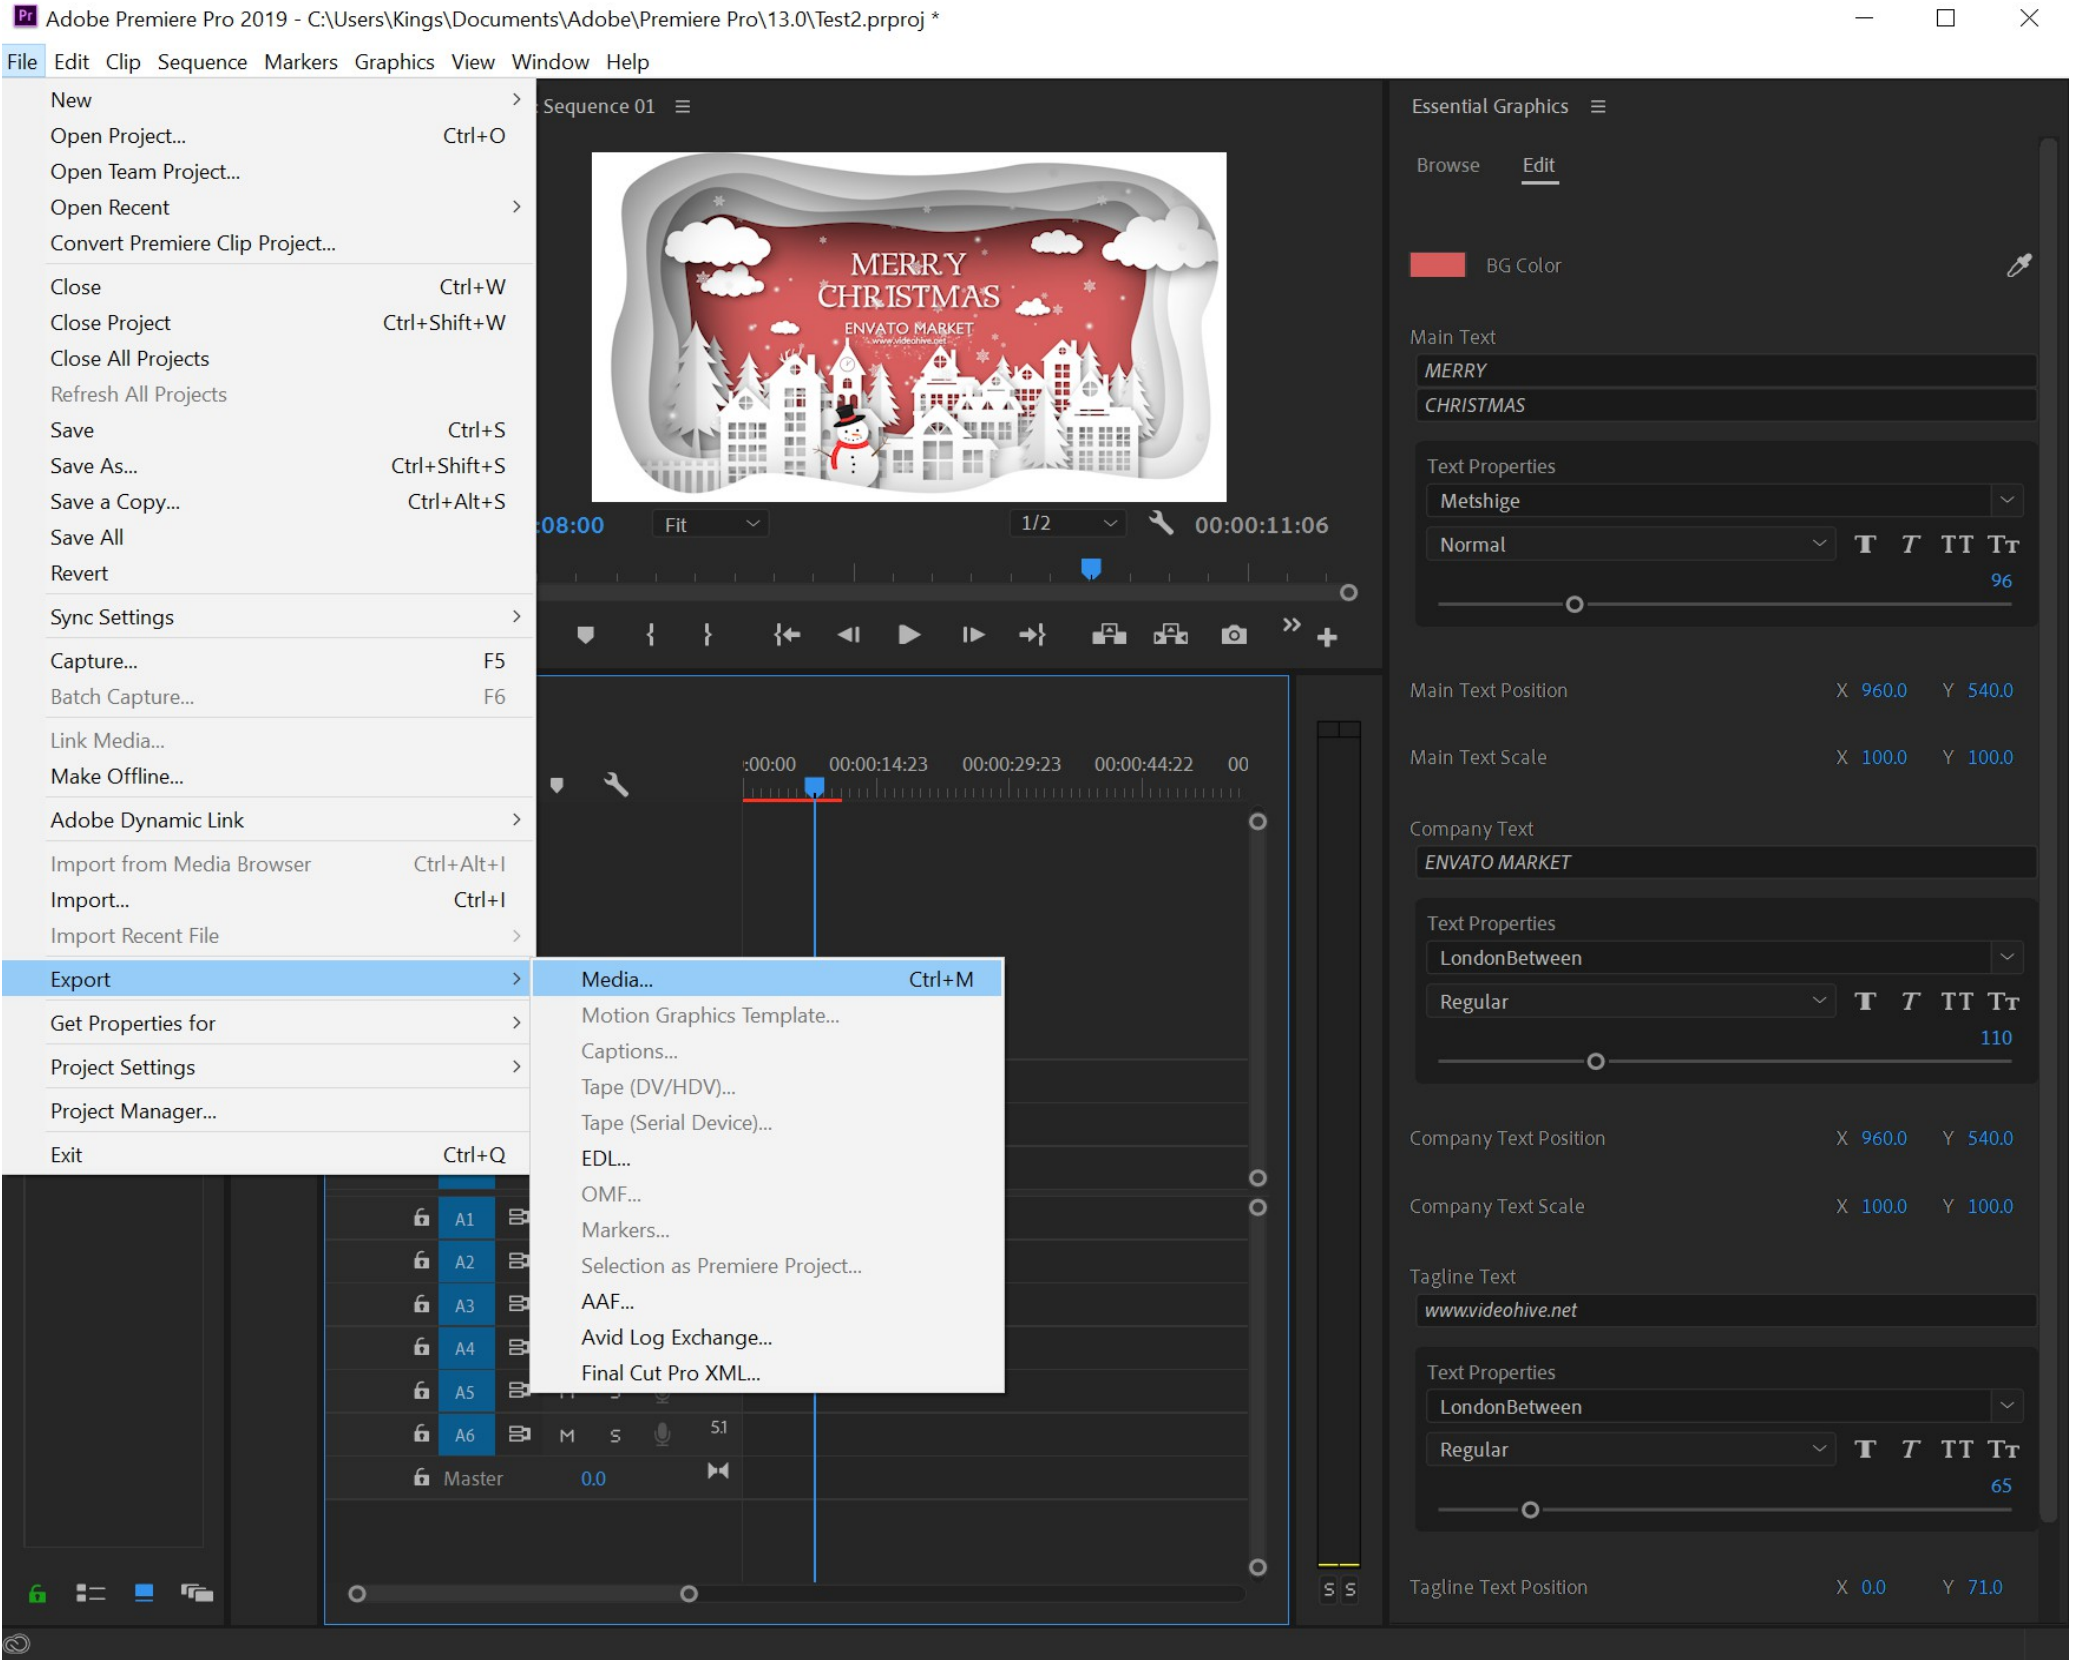 Pr Adobe Premiere Pro 2019 - C:\Users\Kings\Documents\Adobe\Premiere Pro\13.0\Test2.prproj *
File Edit Clip Sequence Markers Graphics View Window Help
New
Open Project... Ctrl+O
Open Team Project...
Open Recent
Convert Premiere Clip Project...
Close Ctrl+W
Close Project Ctrl+Shift+W
Close All Projects
Refresh All Projects
Save Ctrl+S
Save As... Ctrl+Shift+S
Save a Copy... Ctrl+Alt+S
Save All
Revert
Sync Settings
Capture... F5
Batch Capture... F6
Link Media...
Make Offline...
Adobe Dynamic Link
Import from Media Browser Ctrl+Alt+I
Import... Ctrl+I
Import Recent File
Export
Get Properties for
Project Settings
Project Manager...
Exit Ctrl+Q
Media... Ctrl+M
Motion Graphics Template...
Captions...
Tape (DV/HDV)...
Tape (Serial Device)...
EDL...
OMF...
Markers...
Selection as Premiere Project...
AAF...
Avid Log Exchange...
Final Cut Pro XML...
: Sequence 01
MERRY
CHRISTMAS
ENVATO MARKET
www.videohive.net
:08:00 Fit 1/2 00:00:11:06
:00:00 00:00:14:23 00:00:29:23 00:00:44:22 00
A1
A2
A3
A4
A5 M S
A6 M S 5.1
Master 0.0
S S
Essential Graphics
Browse Edit
BG Color
Main Text
MERRY
CHRISTMAS
Text Properties
Metshige
Normal T T TT TT
96
Main Text Position X 960.0 Y 540.0
Main Text Scale X 100.0 Y 100.0
Company Text
ENVATO MARKET
Text Properties
LondonBetween
Regular T T TT TT
110
Company Text Position X 960.0 Y 540.0
Company Text Scale X 100.0 Y 100.0
Tagline Text
www.videohive.net
Text Properties
LondonBetween
Regular T T TT TT
65
Tagline Text Position X 0.0 Y 71.0